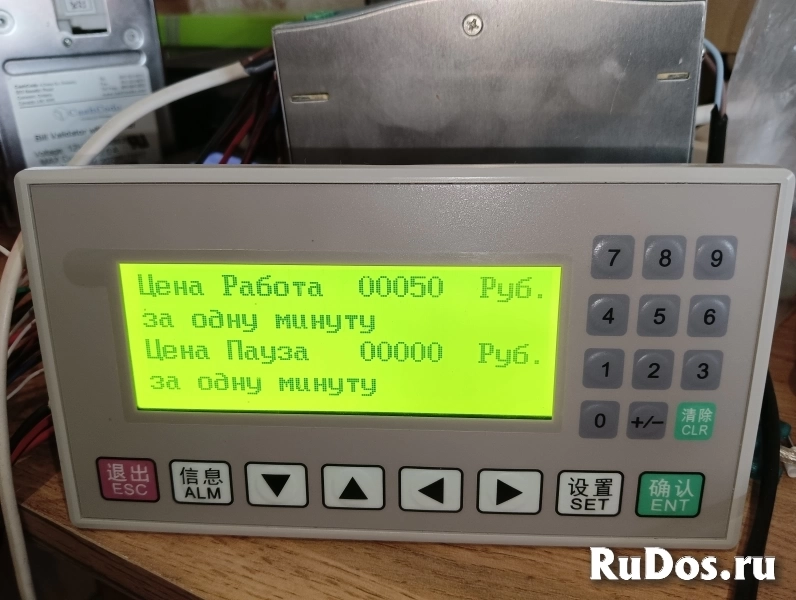 Bill Validator
Цена Работа 00050 Руб.
за одну минуту
Цена Пауза 00000 Руб.
за одну минуту
7 8 9
4 5 6
1 2 3
0 +/− 清除
CLR
退出
ESC
信息
ALM
设置
SET
确认
ENT
RuDos.ru